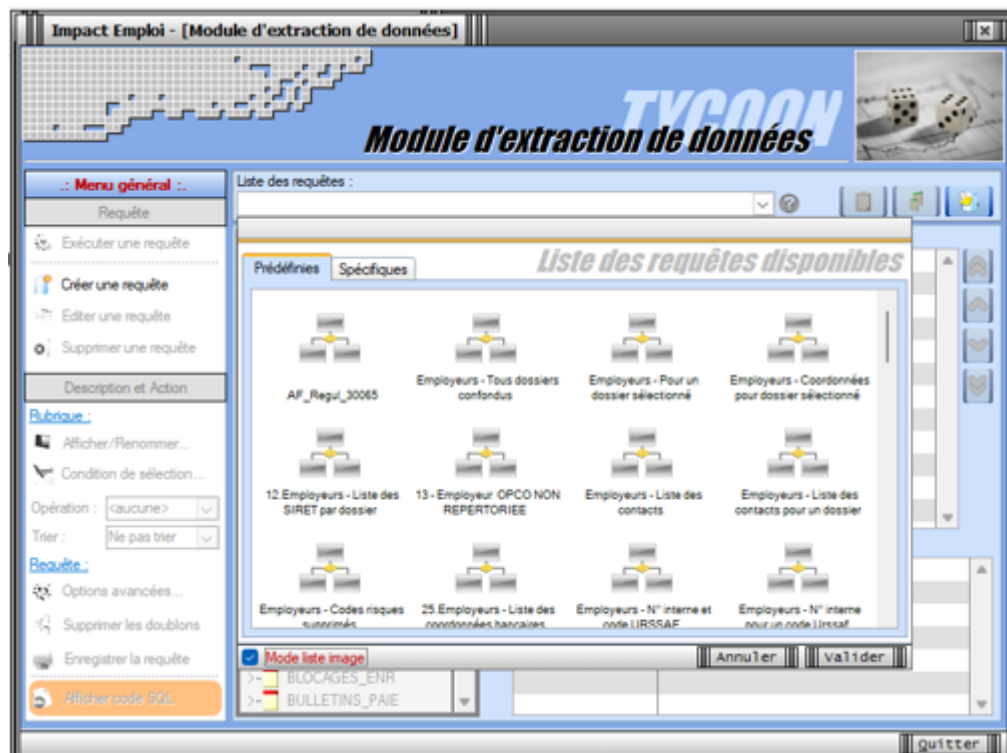 Impact Emploi - [Module d'extraction de données]
TYCOON
Module d'extraction de données
.: Menu général :.
Requête
Exécuter une requête
Créer une requête
Editer une requête
Supprimer une requête
Description et Action
Rubrique :
Afficher/Renommer...
Condition de sélection...
Opération : <aucune>
Trier : Ne pas trier
Requête :
Options avancées...
Supprimer les doublons
Enregistrer la requête
Afficher code SQL
Liste des requêtes :
Prédéfinies Spécifiques
Liste des requêtes disponibles
AF_Regul_30065
Employeurs - Tous dossiers
confondus
Employeurs - Pour un
dossier sélectionné
Employeurs - Coordonnées
pour dossier sélectionné
12.Employeurs - Liste des
SIRET par dossier
13 - Employeur OPCO NON
REPERTORIEE
Employeurs - Liste des
contacts
Employeurs - Liste des
contacts pour un dossier
Employeurs - Codes risques
supprimés
25.Employeurs - Liste des
coordonnées bancaires
Employeurs - N° interne et
code URSSAF
Employeurs - N° interne
pour un code Urssaf
Mode liste image
Annuler Valider
BLOCAGES_ENR
BULLETINS_PAIE
Quitter